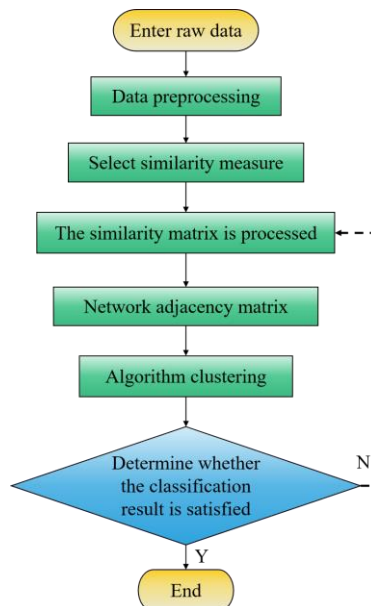 Enter raw data
Data preprocessing
Select similarity measure
The similarity matrix is processed
Network adjacency matrix
Algorithm clustering
Determine whether
the classification
result is satisfied
N
Y
End